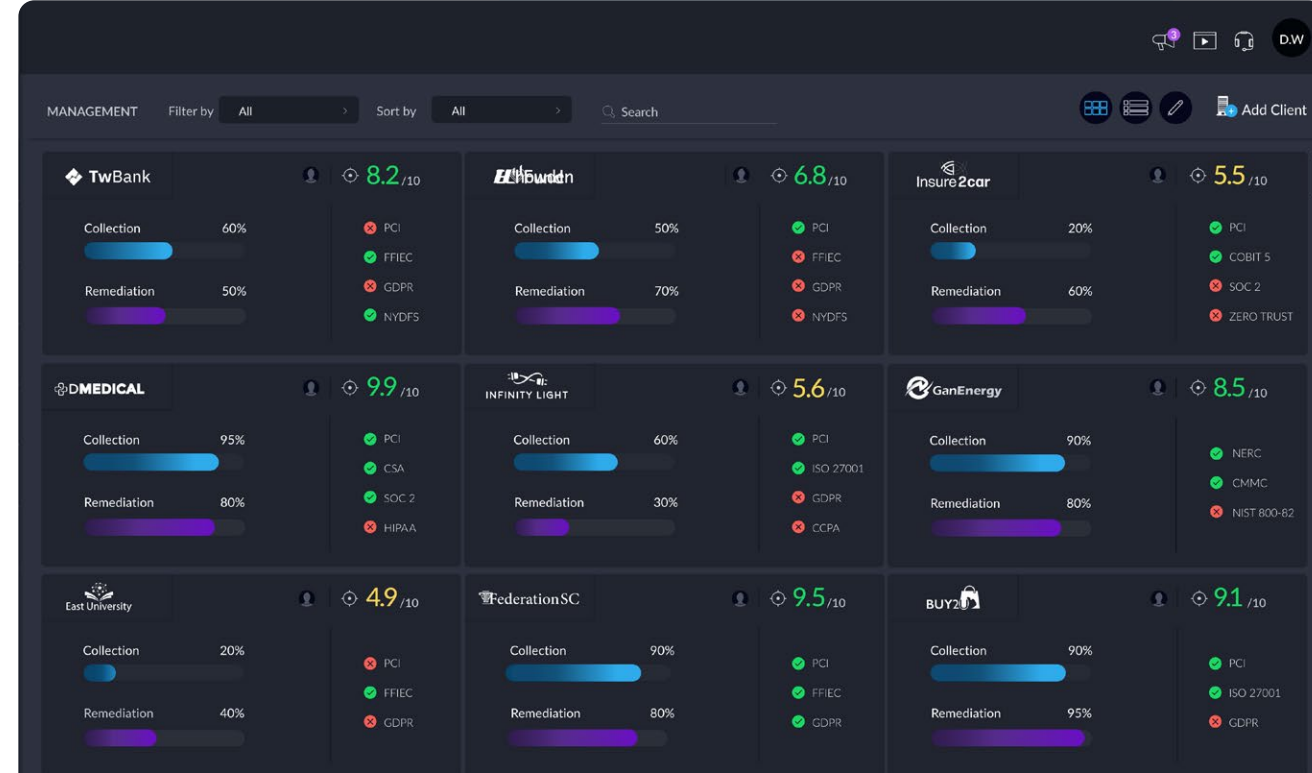 3
D.W
MANAGEMENT Filter by All > Sort by All > Search Add Client
TwBank
8.2/10
Collection 60%
Remediation 50%
PCI
FFIEC
GDPR
NYDFS
6.8/10
Collection 50%
Remediation 70%
PCI
FFIEC
GDPR
NYDFS
Insure2car
5.5/10
Collection 20%
Remediation 60%
PCI
COBIT 5
SOC 2
ZERO TRUST
DMEDICAL
9.9/10
Collection 95%
Remediation 80%
PCI
CSA
SOC 2
HIPAA
INFINITY LIGHT
5.6/10
Collection 60%
Remediation 30%
PCI
ISO 27001
GDPR
CCPA
GanEnergy
8.5/10
Collection 90%
Remediation 80%
NERC
CMMC
NIST 800-82
East University
4.9/10
Collection 20%
Remediation 40%
PCI
FFIEC
GDPR
Federation SC
9.5/10
Collection 90%
Remediation 80%
PCI
FFIEC
GDPR
BUY2
9.1/10
Collection 90%
Remediation 95%
PCI
ISO 27001
GDPR